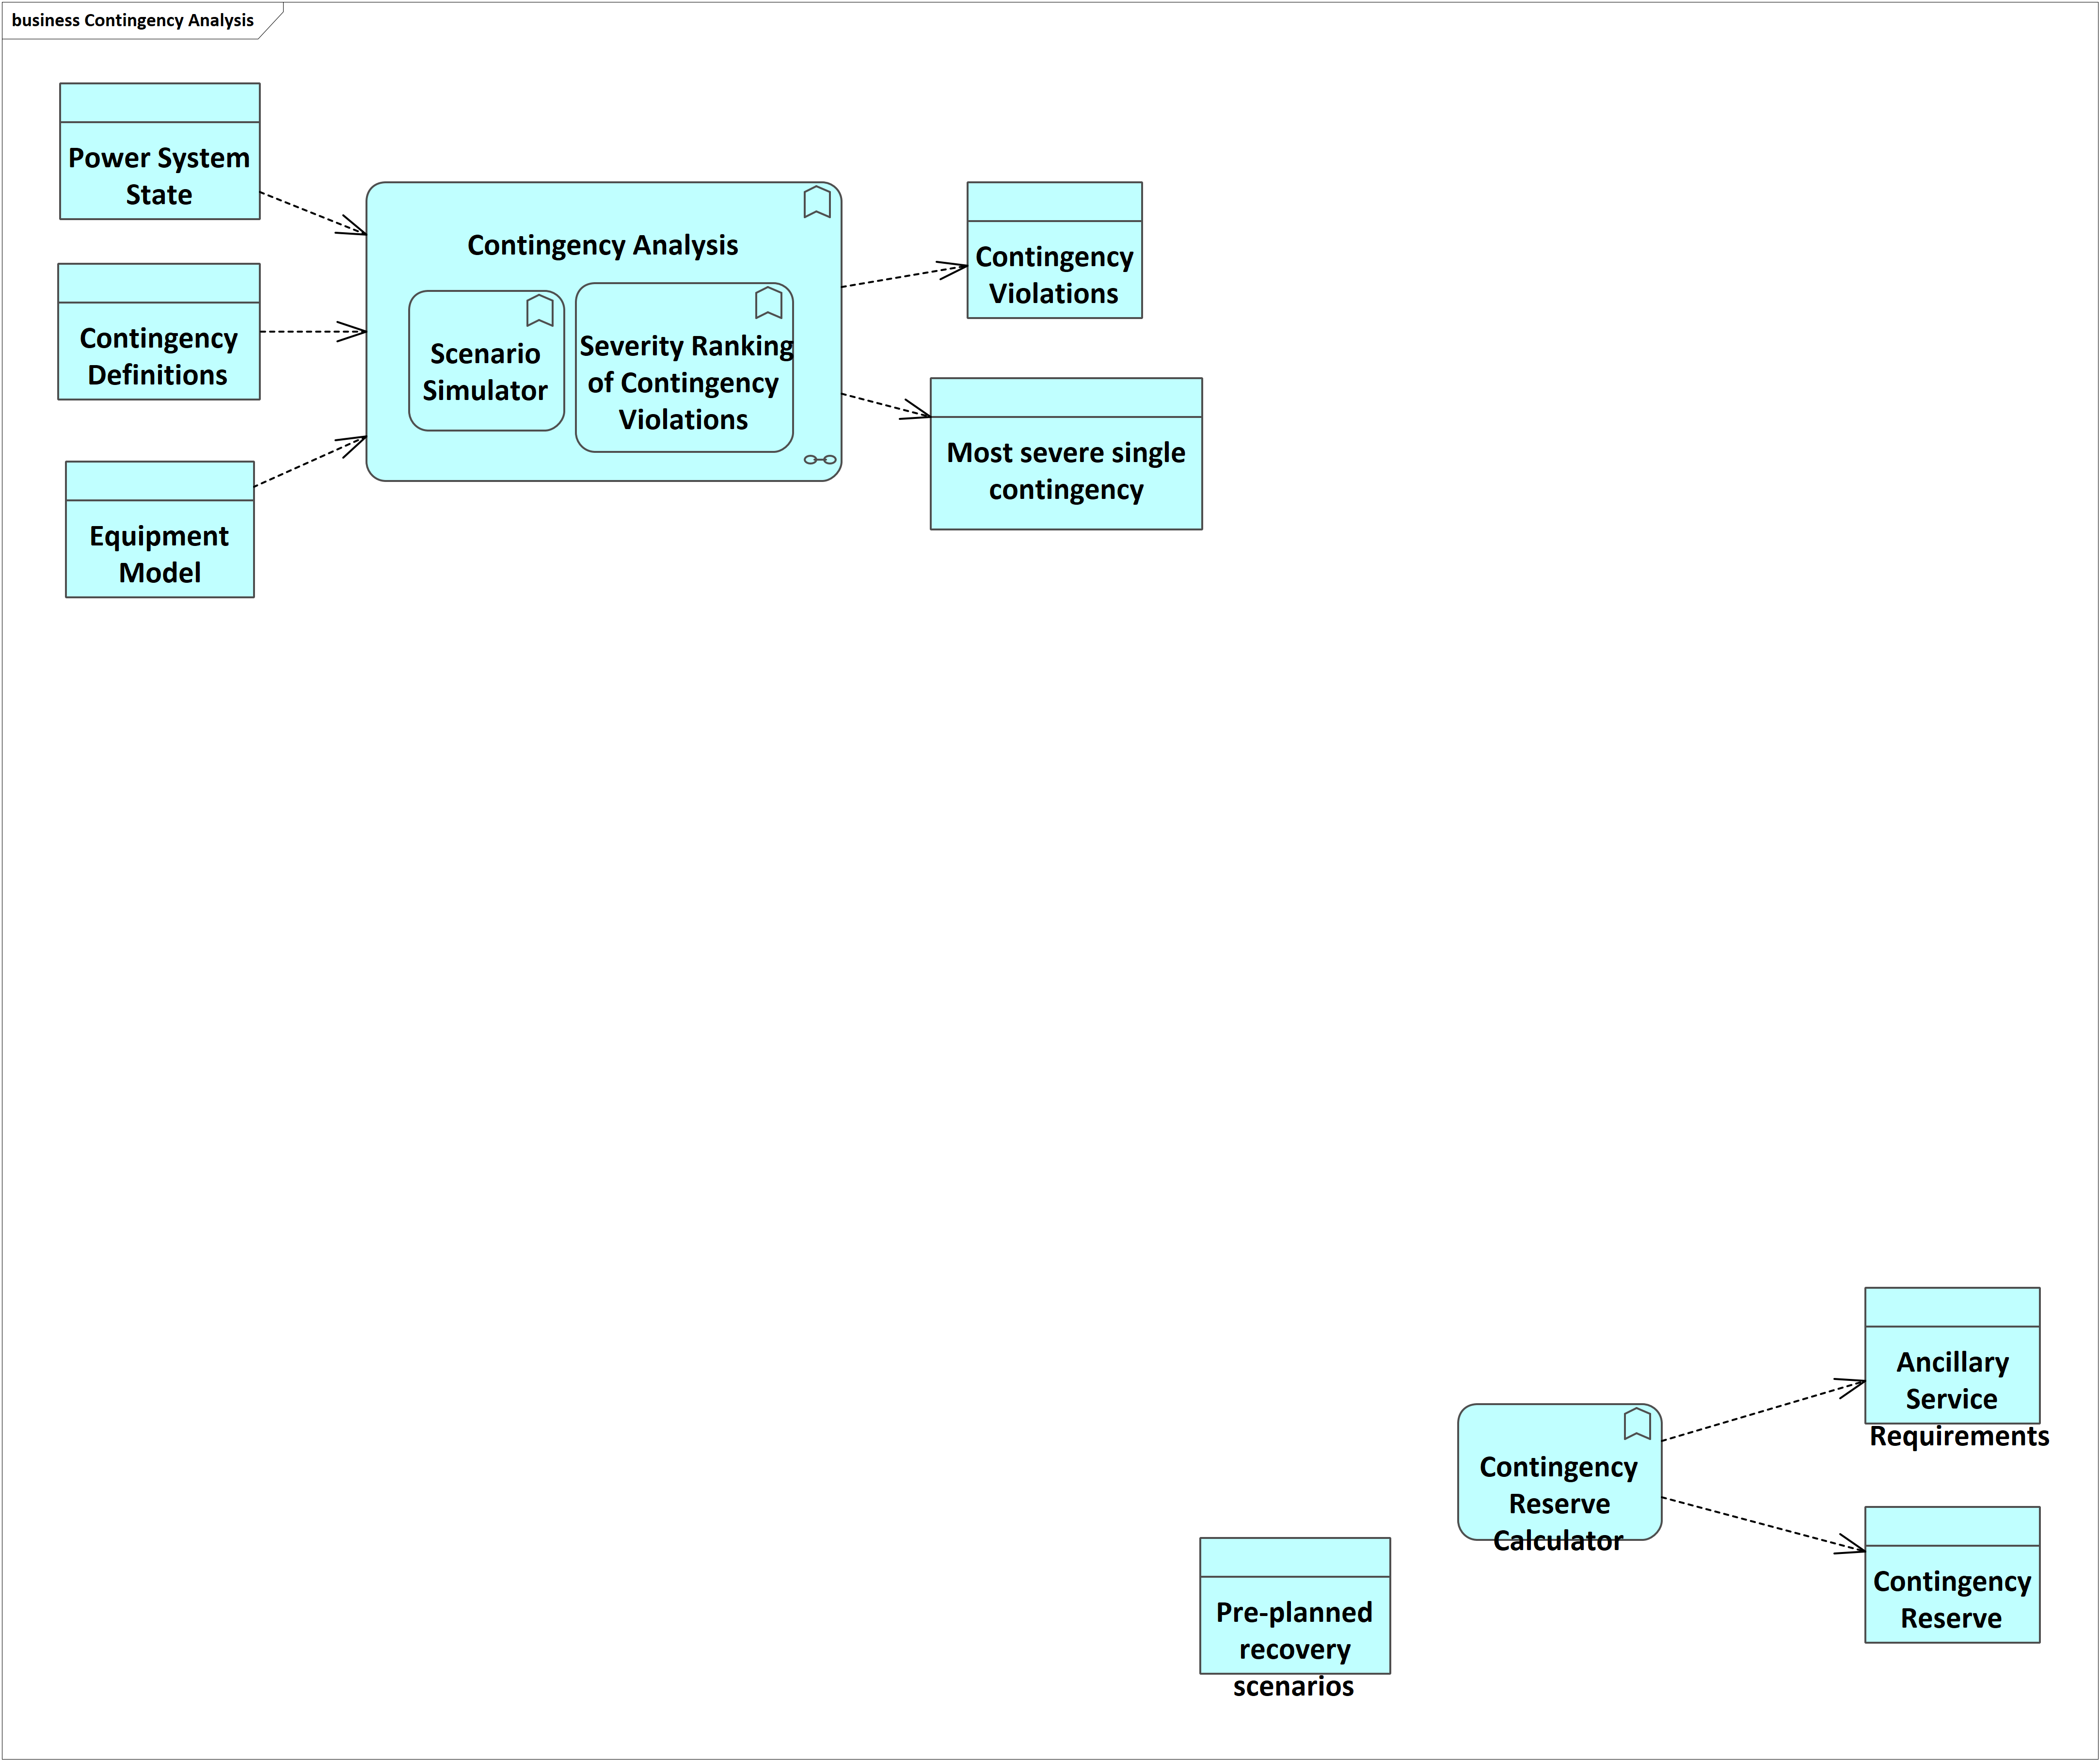 business Contingency Analysis
Power System
State
Contingency
Definitions
Equipment
Model
Contingency Analysis
Scenario
Simulator
Severity Ranking
of Contingency
Violations
Contingency
Violations
Most severe single
contingency
Ancillary
Service
Requirements
Contingency
Reserve
Calculator
Contingency
Reserve
Pre-planned
recovery
scenarios